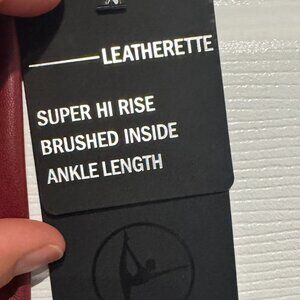 LEATHERETTE
SUPER HI RISE
BRUSHED INSIDE
ANKLE LENGTH